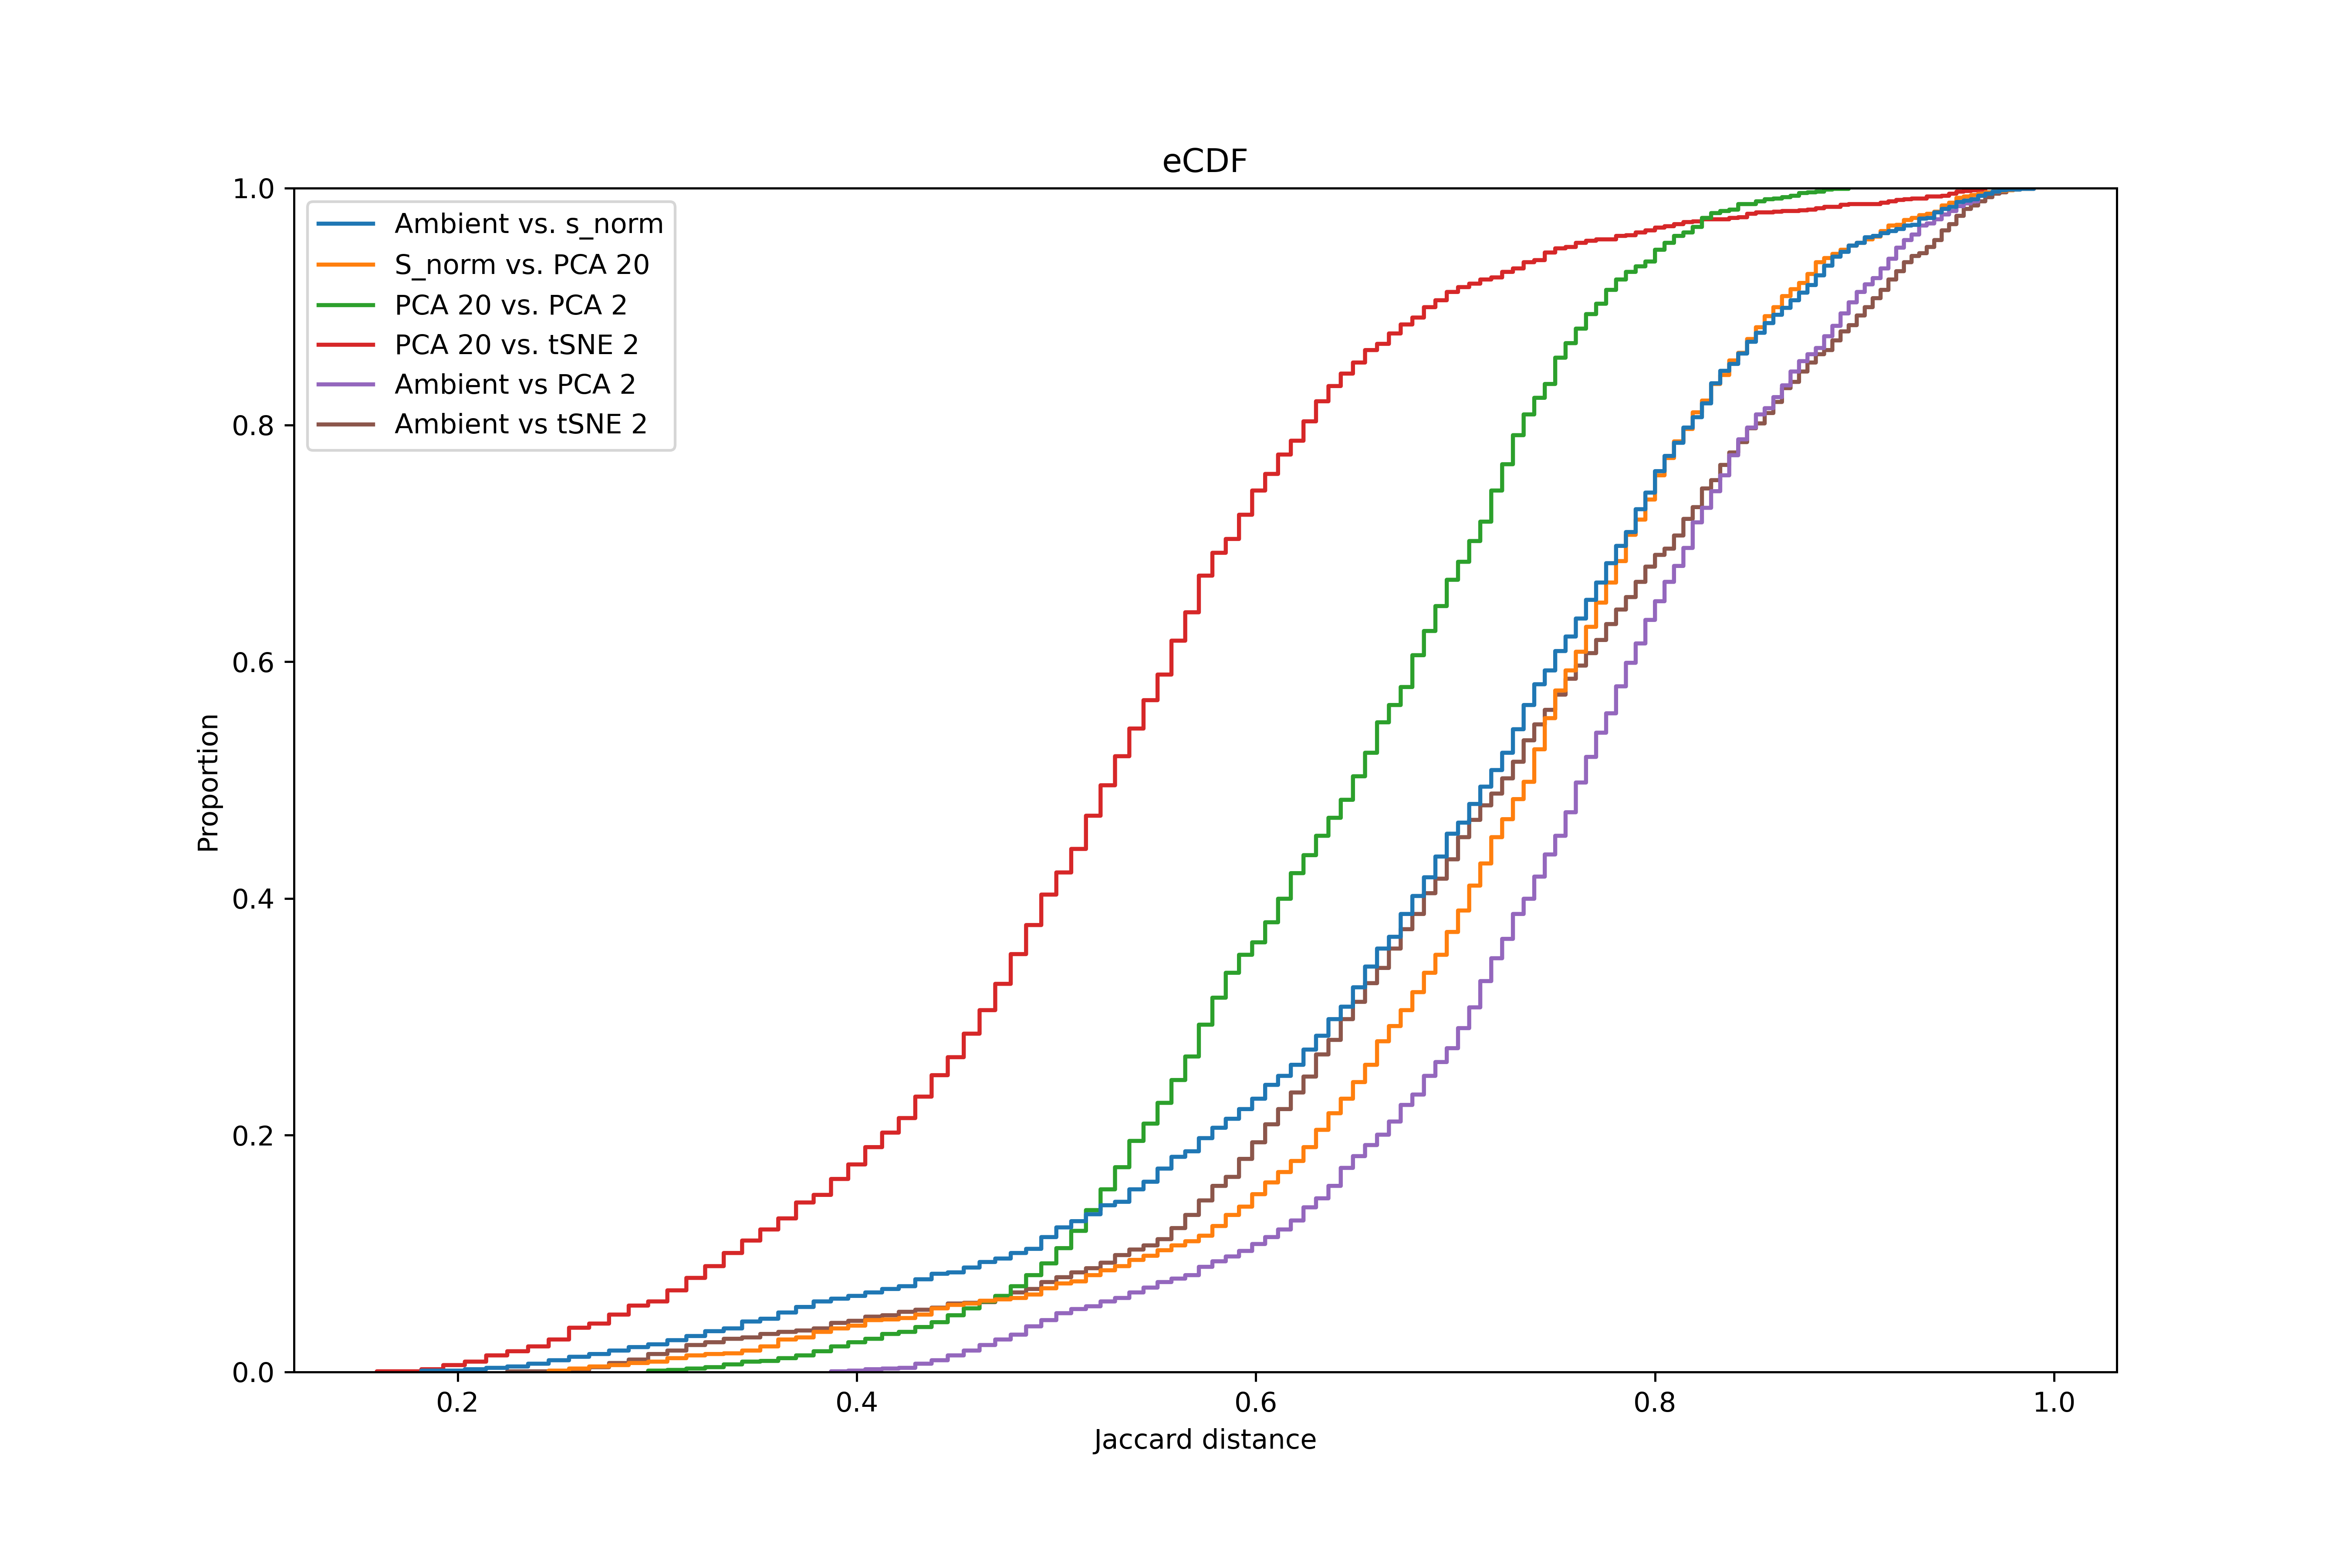 eCDF
1.0
0.8
0.6
0.4
0.2
0.0
Proportion
Ambient vs. s_norm
S_norm vs. PCA 20
PCA 20 vs. PCA 2
PCA 20 vs. tSNE 2
Ambient vs PCA 2
Ambient vs tSNE 2
0.2 0.4 0.6 0.8 1.0
Jaccard distance